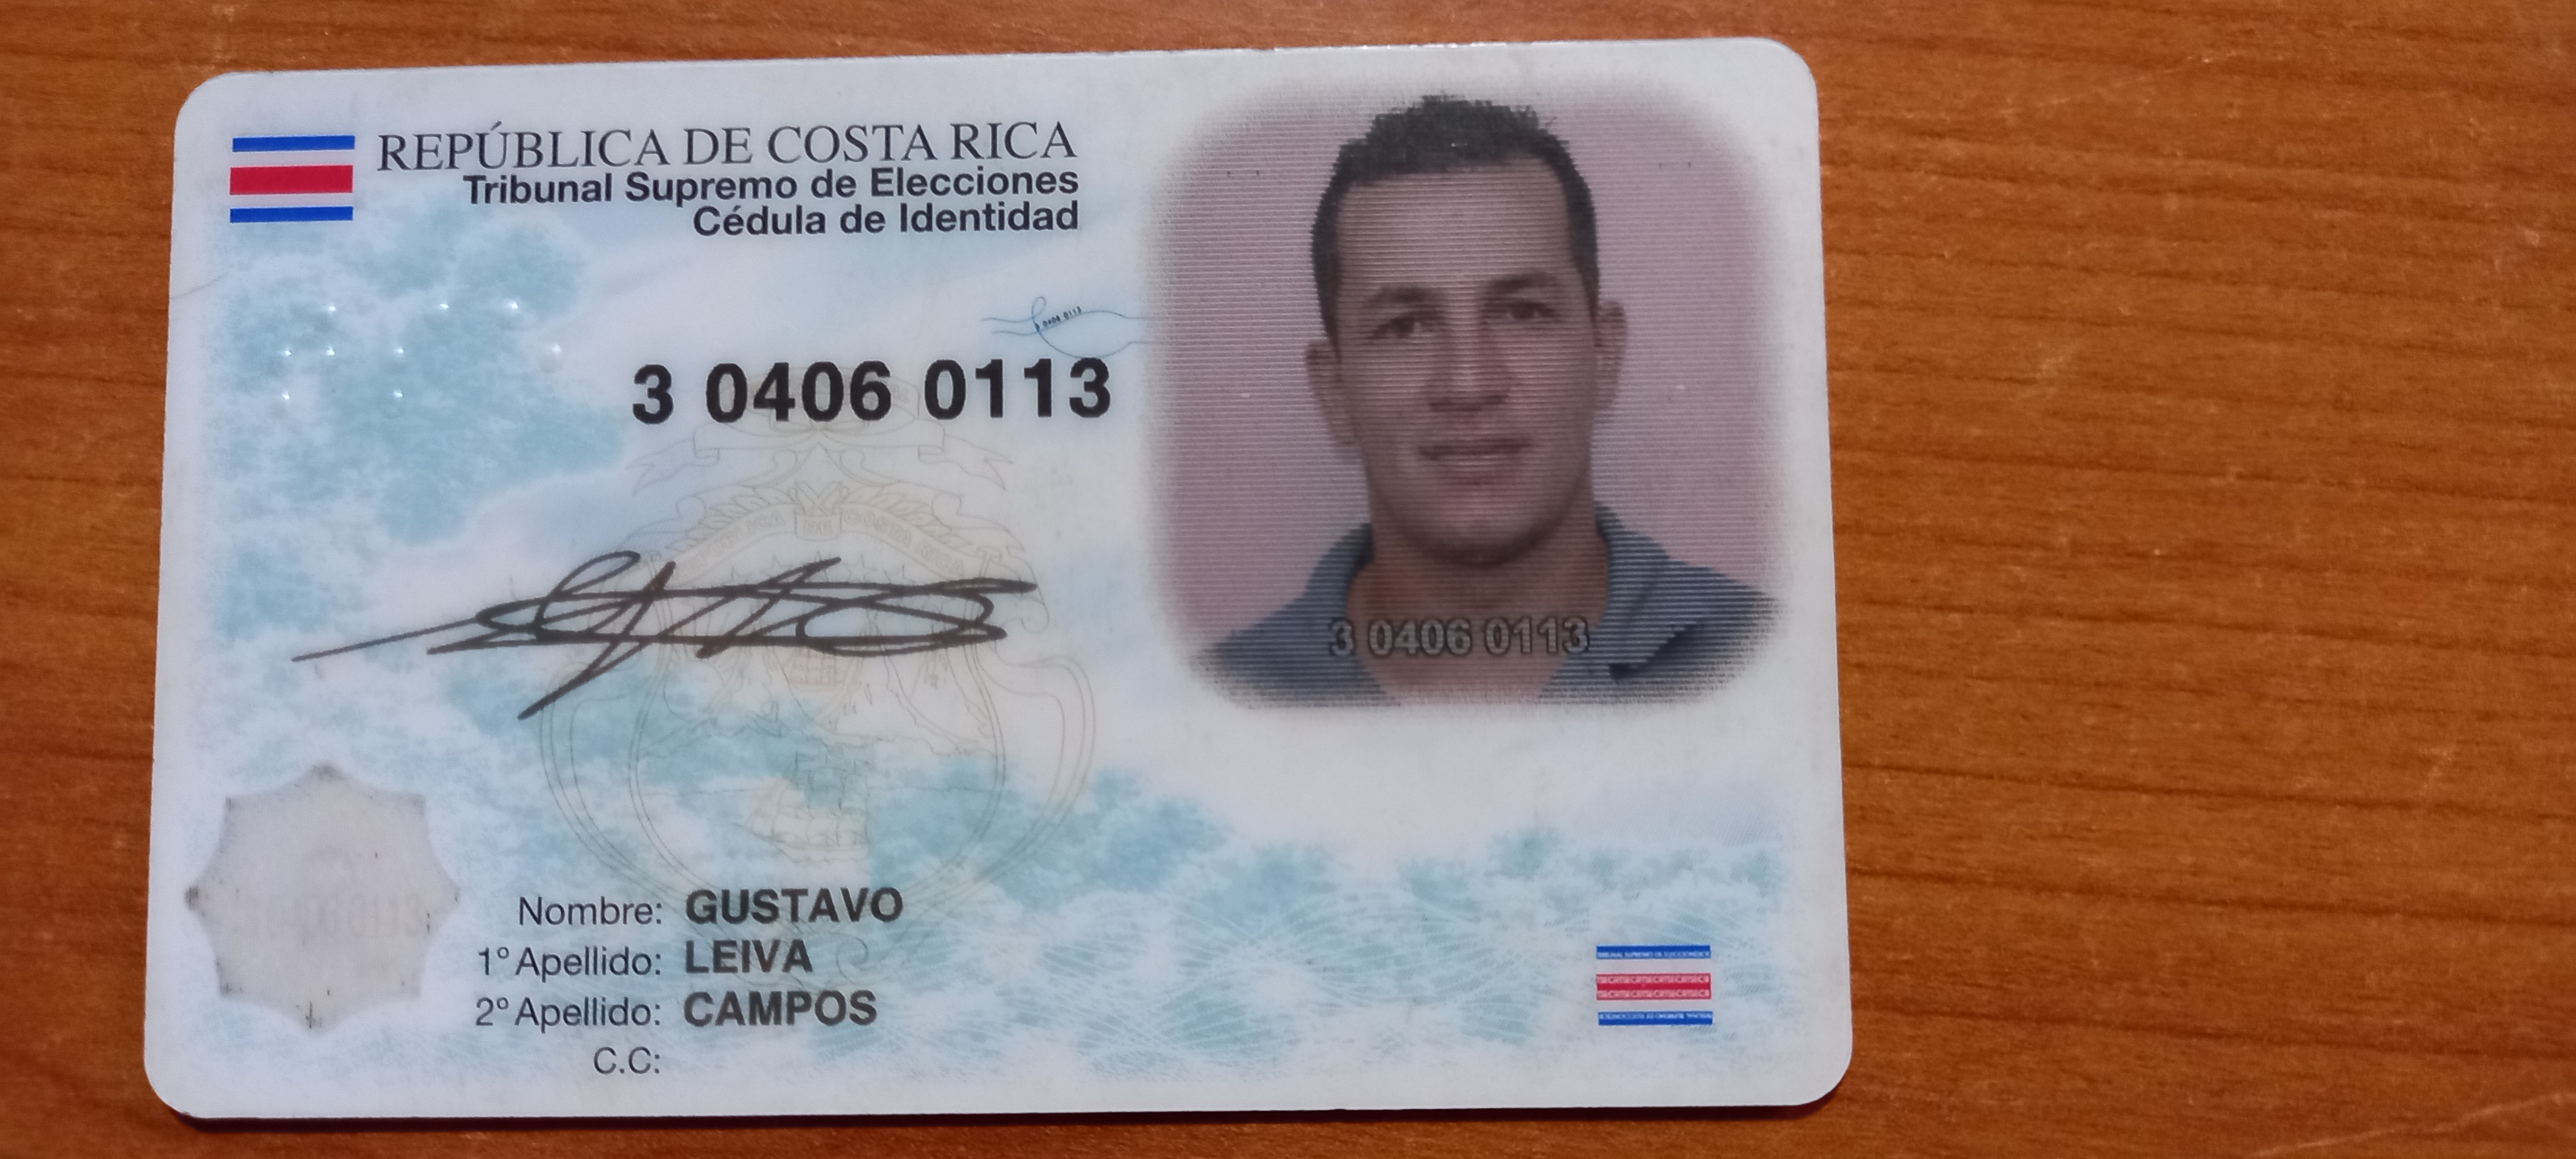 REPÚBLICA DE COSTA RICA
Tribunal Supremo de Elecciones
Cédula de Identidad
3 0406 0113
3 0406 0113
Nombre: GUSTAVO
1° Apellido: LEIVA
2° Apellido: CAMPOS
C.C: